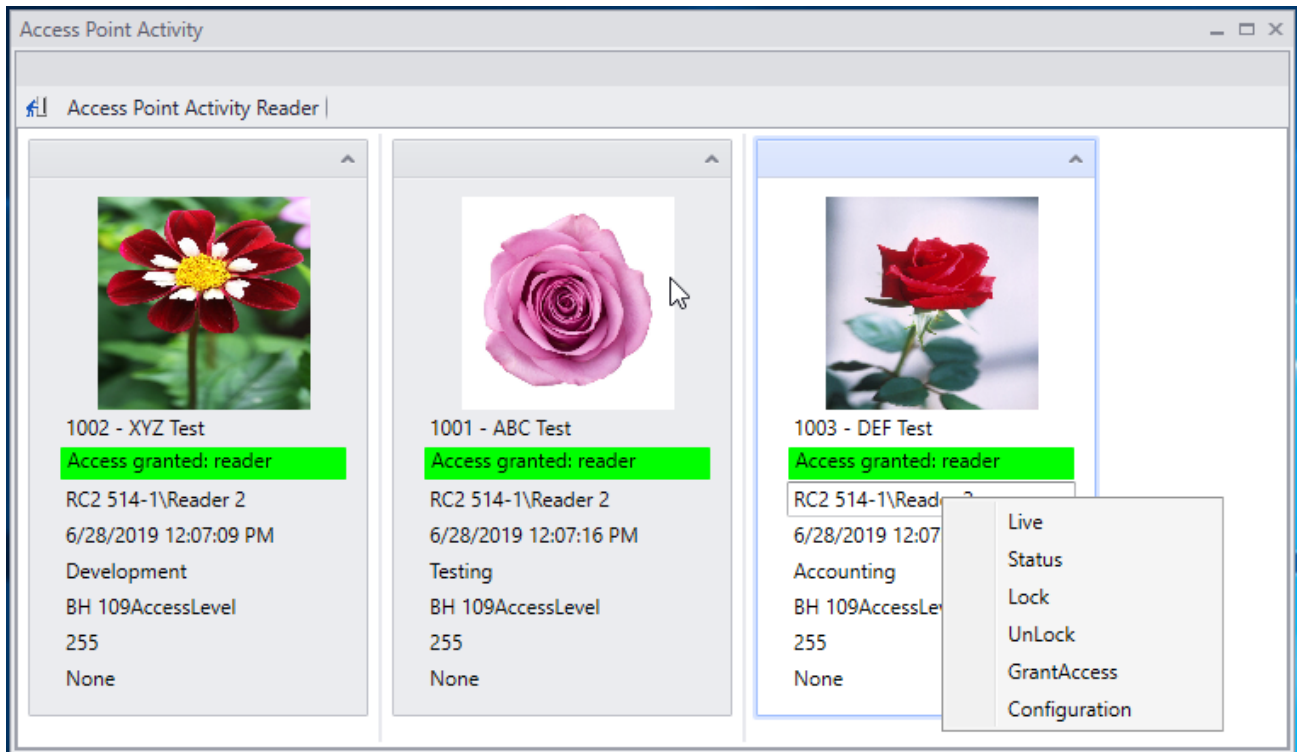 Access Point Activity
Access Point Activity Reader
1002 - XYZ Test
Access granted: reader
RC2 514-1\Reader 2
6/28/2019 12:07:09 PM
Development
BH 109AccessLevel
255
None
1001 - ABC Test
Access granted: reader
RC2 514-1\Reader 2
6/28/2019 12:07:16 PM
Testing
BH 109AccessLevel
255
None
1003 - DEF Test
Access granted: reader
RC2 514-1\Read
6/28/2019 12:07
Accounting
BH 109AccessLe
255
None
Live
Status
Lock
UnLock
GrantAccess
Configuration